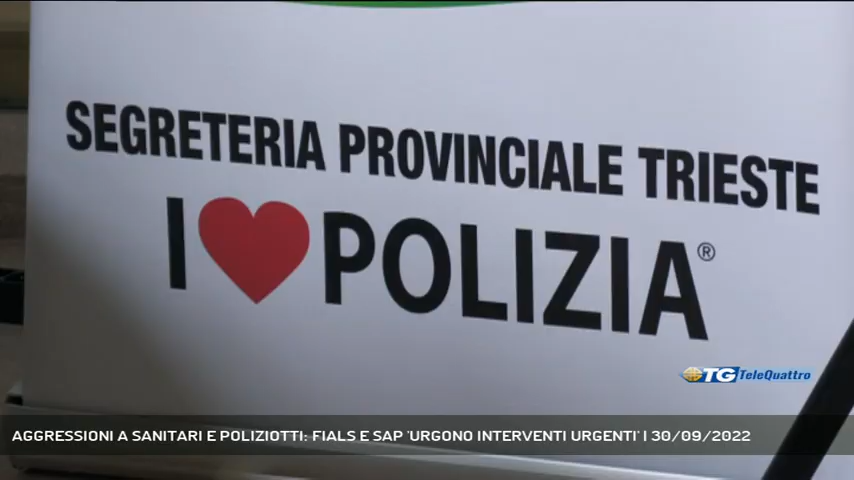 SEGRETERIA PROVINCIALE TRIESTE
I ❤ POLIZIA®
TG TeleQuattro
AGGRESSIONI A SANITARI E POLIZIOTTI: FIALS E SAP 'URGONO INTERVENTI URGENTI' | 30/09/2022